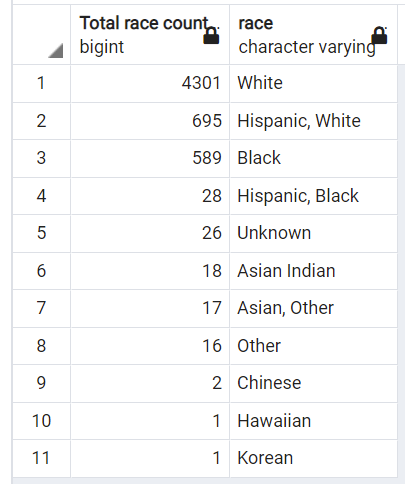 Total race count race
bigint character varying
1 4301 White
2 695 Hispanic, White
3 589 Black
4 28 Hispanic, Black
5 26 Unknown
6 18 Asian Indian
7 17 Asian, Other
8 16 Other
9 2 Chinese
10 1 Hawaiian
11 1 Korean